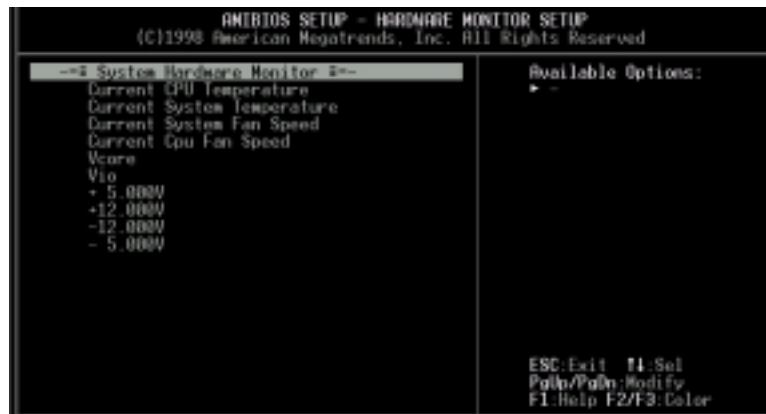 AMIBIOS SETUP - HARDWARE MONITOR SETUP
(C)1998 American Megatrends, Inc. All Rights Reserved
-=≡ System Hardware Monitor ≡=-
Current CPU Temperature
Current System Temperature
Current System Fan Speed
Current Cpu Fan Speed
Vcore
Vio
+ 5.000V
+12.000V
-12.000V
- 5.000V
Available Options:
► -
ESC:Exit ↑↓:Sel
PgUp/PgDn:Modify
F1:Help F2/F3:Color